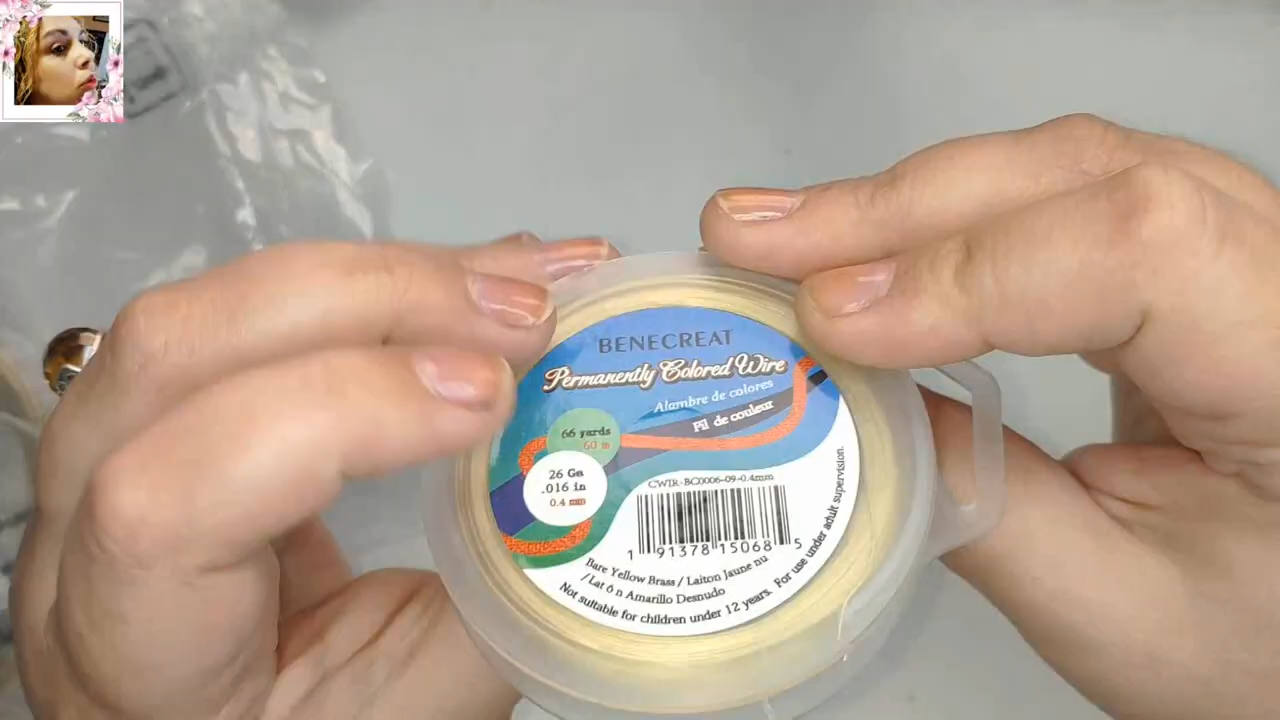 BENECREAT
Permanently Colored Wire
Alambre de colores
Fil de couleur
66 yards
60 m
26 Ga
.016 in
0.4 mm
CWIR-BC0006-09-0.4mm
1 91378 15068 5
Bare Yellow Brass / Laiton Jaune nu
/ Lat ó n Amarillo Desnudo
Not suitable for children under 12 years. For use under adult supervision.